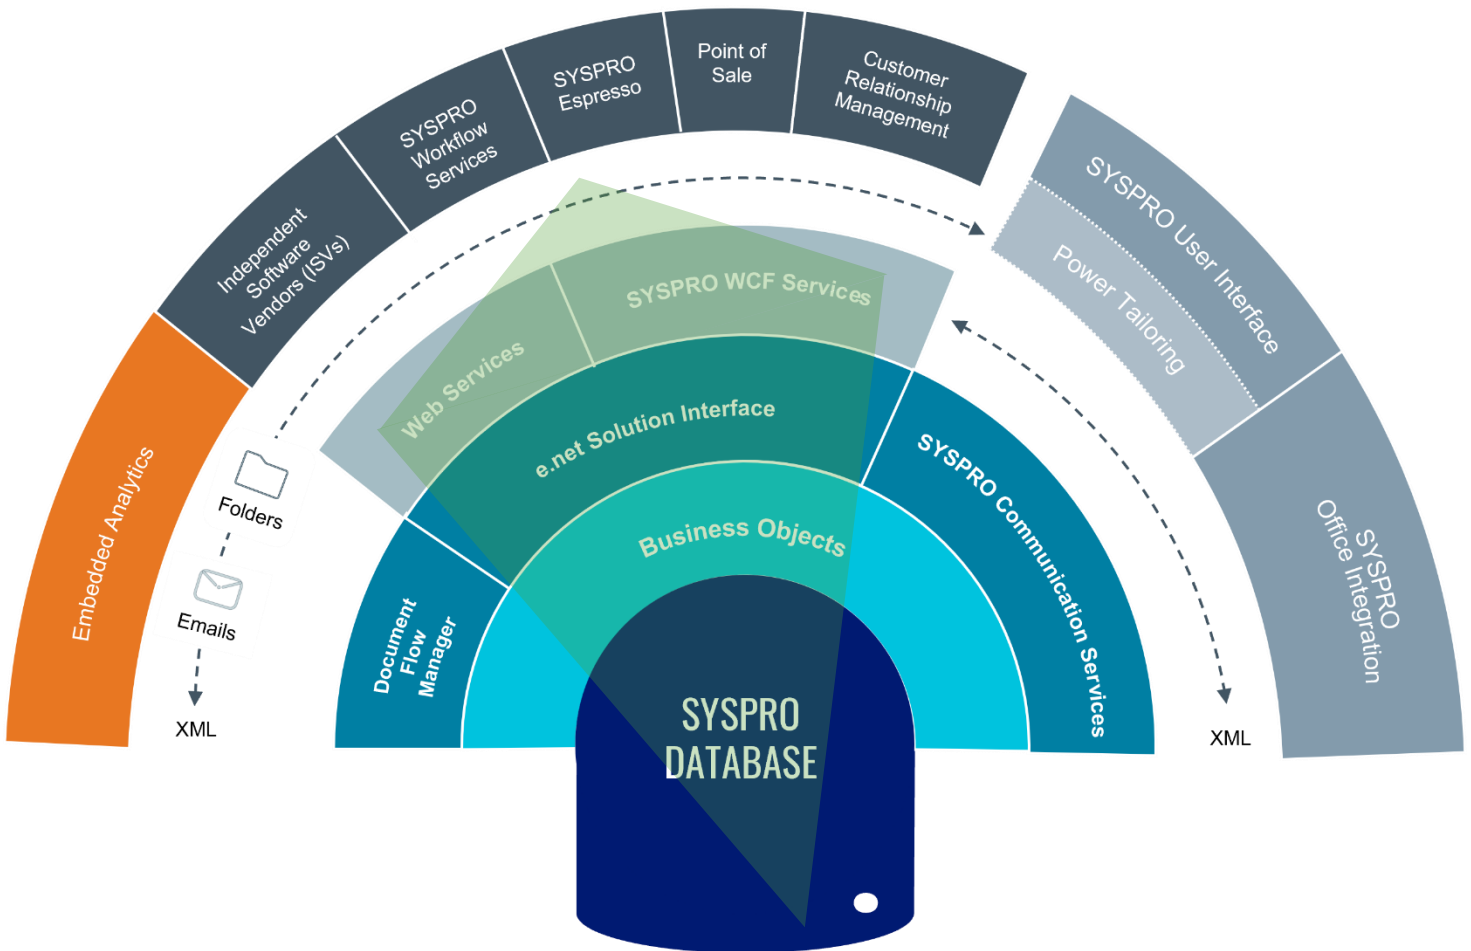 Embedded Analytics
Independent
Software
Vendors (ISVs)
SYSPRO
Workflow
Services
SYSPRO
Espresso
Point of
Sale
Customer
Relationship
Management
SYSPRO User Interface
Power Tailoring
SYSPRO
Office Integration
Folders
Emails
XML
XML
Web Services
SYSPRO WCF Services
e.net Solution Interface
SYSPRO Communication Services
Document
Flow
Manager
Business Objects
SYSPRO
DATABASE